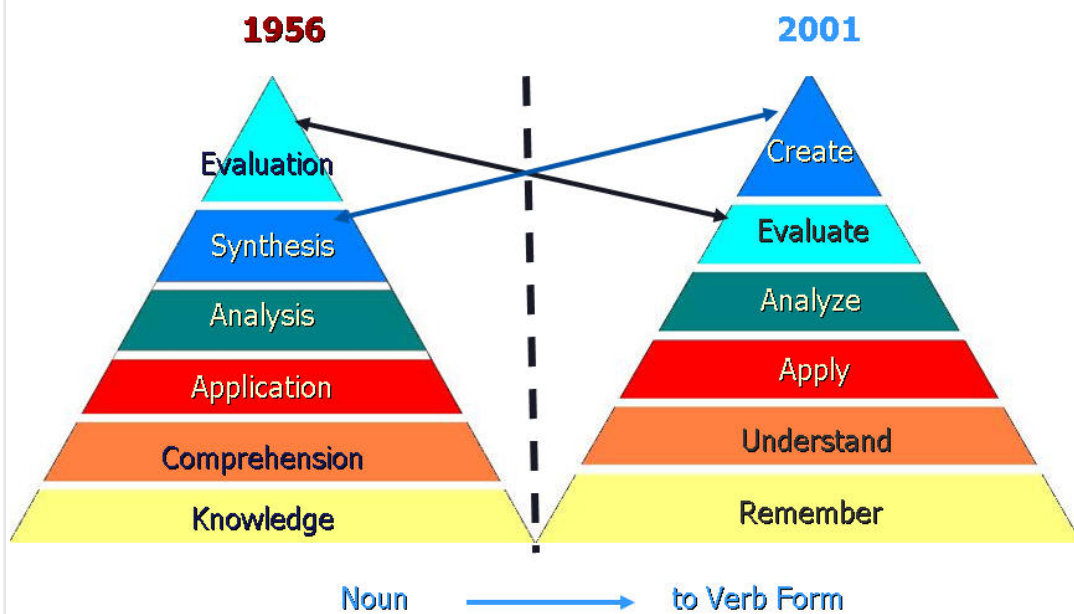 1956
Evaluation
Synthesis
Analysis
Application
Comprehension
Knowledge
2001
Create
Evaluate
Analyze
Apply
Understand
Remember
Noun to Verb Form